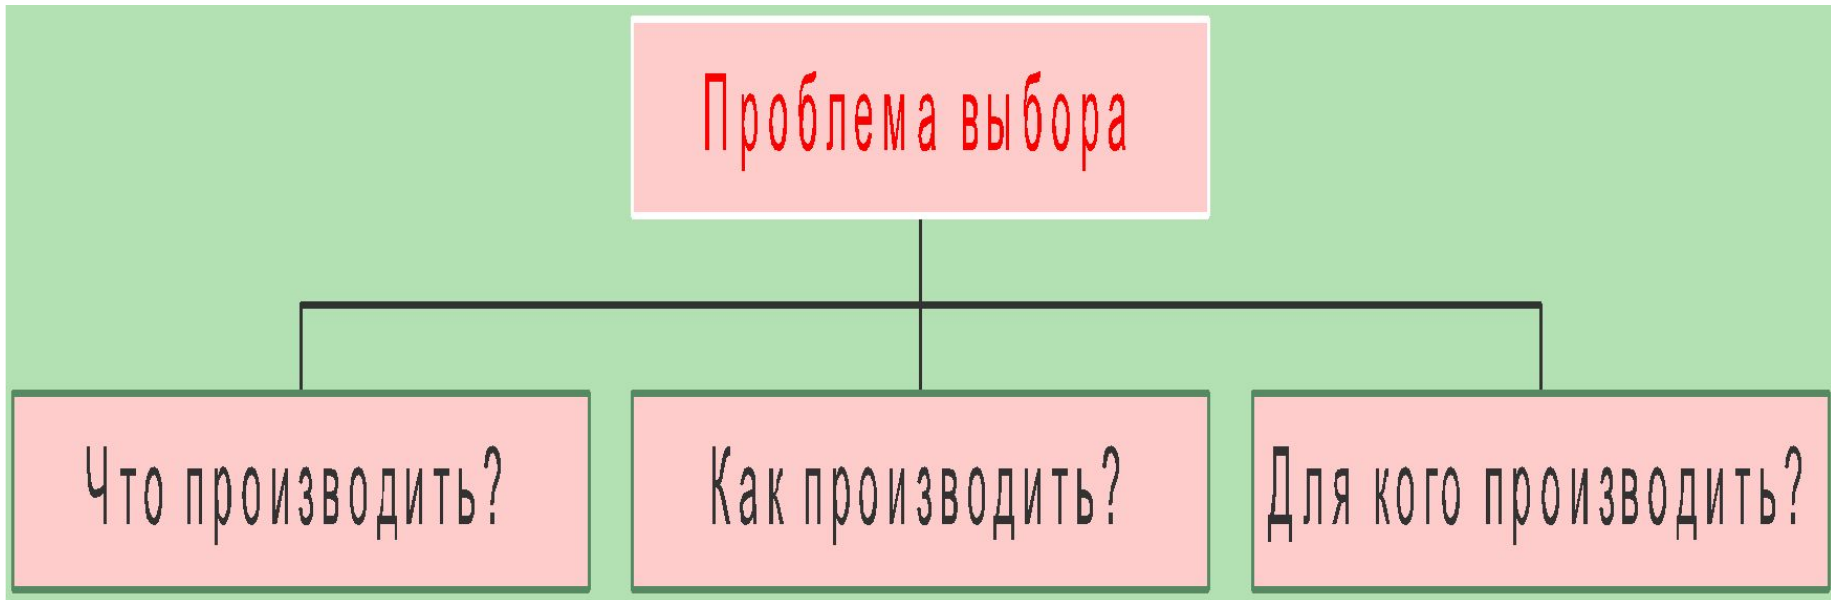 Проблема выбора
Что производить?
Как производить?
Для кого производить?